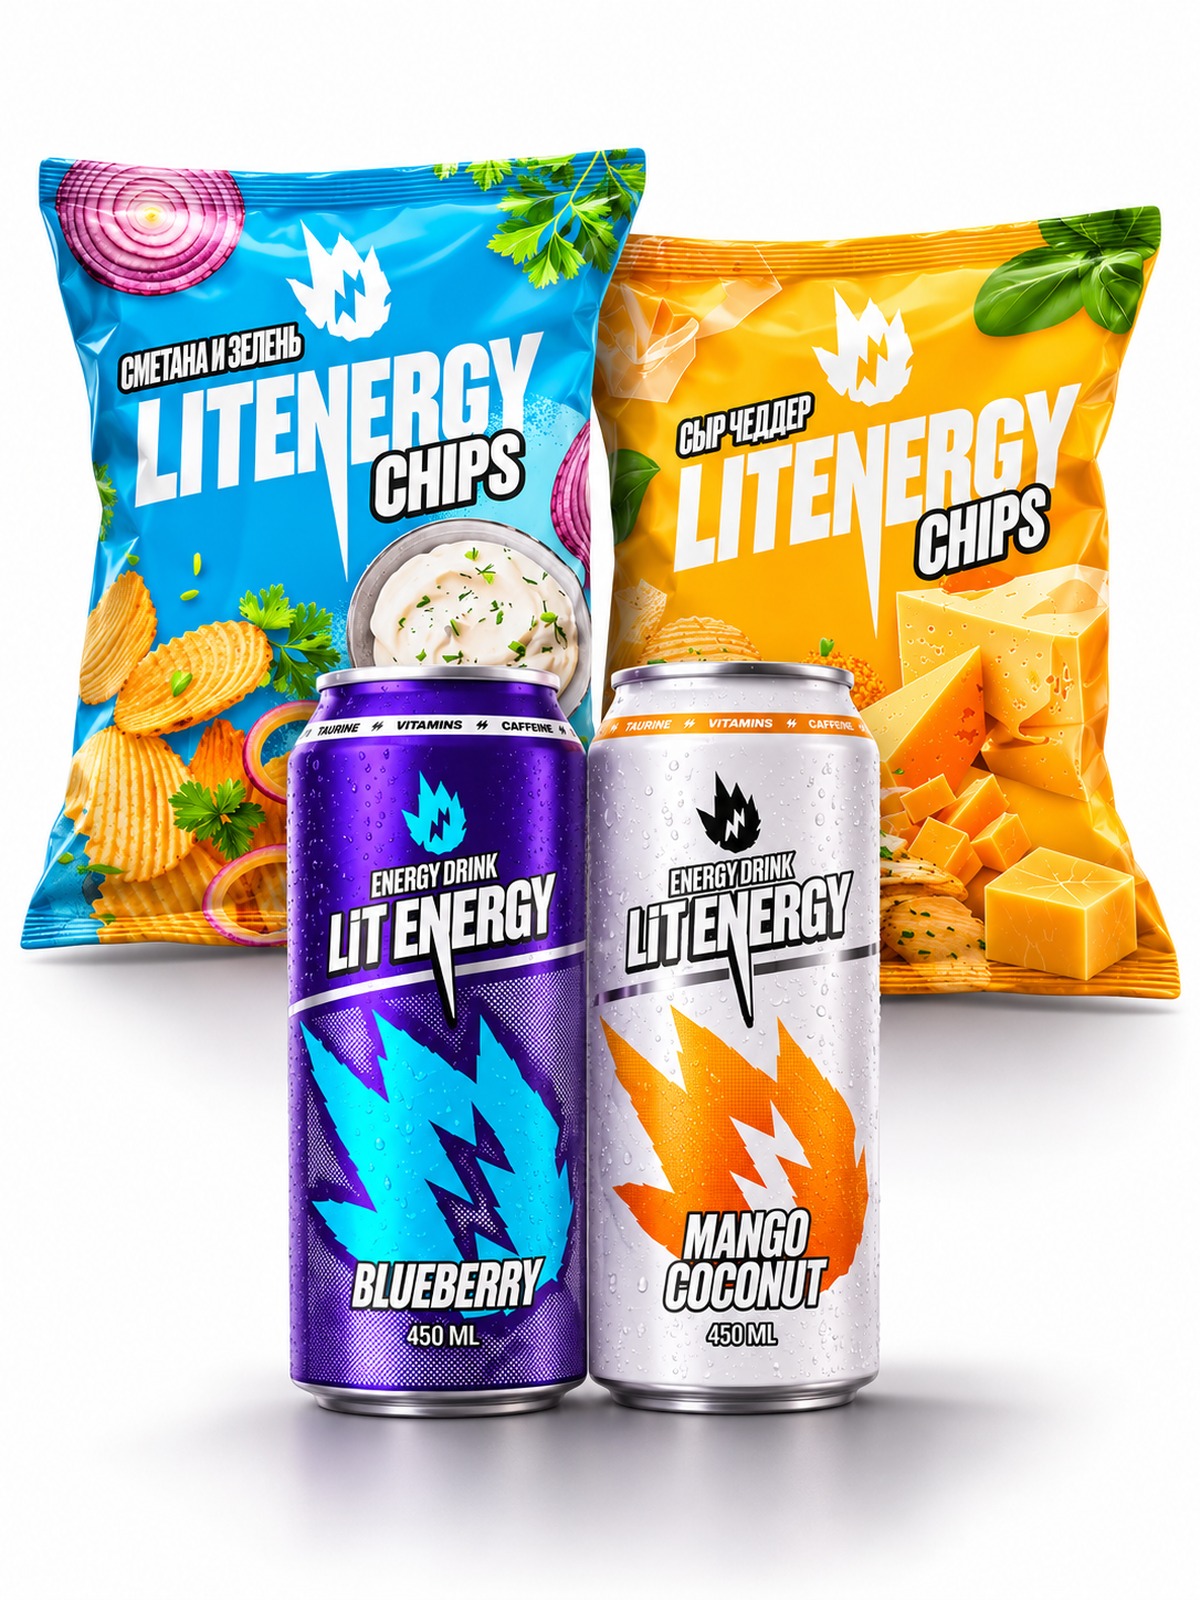 СМЕТАНА И ЗЕЛЕНЬ
LITENERGY
CHIPS
СЫР ЧЕДДЕР
LITENERGY
CHIPS
TAURINE VITAMINS CAFFEINE
ENERGY DRINK
LIT ENERGY
BLUEBERRY
450 ML
TAURINE VITAMINS CAFFEINE
ENERGY DRINK
LIT ENERGY
MANGO
COCONUT
450 ML